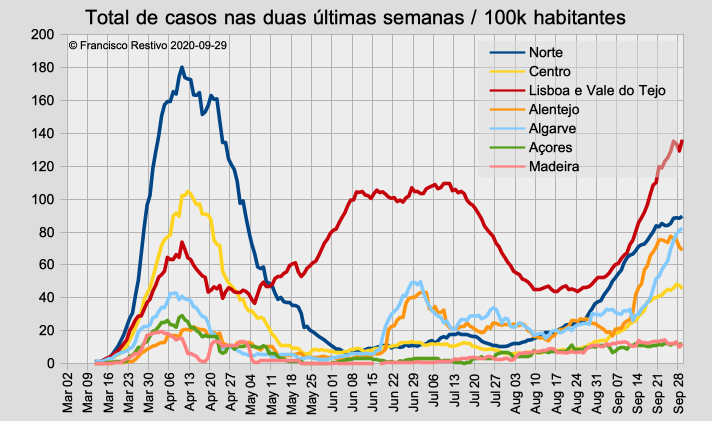 Total de casos nas duas últimas semanas / 100k habitantes
© Francisco Restivo 2020-09-29
Norte
Centro
Lisboa e Vale do Tejo
Alentejo
Algarve
Açores
Madeira
200
180
160
140
120
100
80
60
40
20
0
Mar 02
Mar 09
Mar 16
Mar 23
Mar 30
Apr 06
Apr 13
Apr 20
Apr 27
May 04
May 11
May 18
May 25
Jun 01
Jun 08
Jun 15
Jun 22
Jun 29
Jul 06
Jul 13
Jul 20
Jul 27
Aug 03
Aug 10
Aug 17
Aug 24
Aug 31
Sep 07
Sep 14
Sep 21
Sep 28